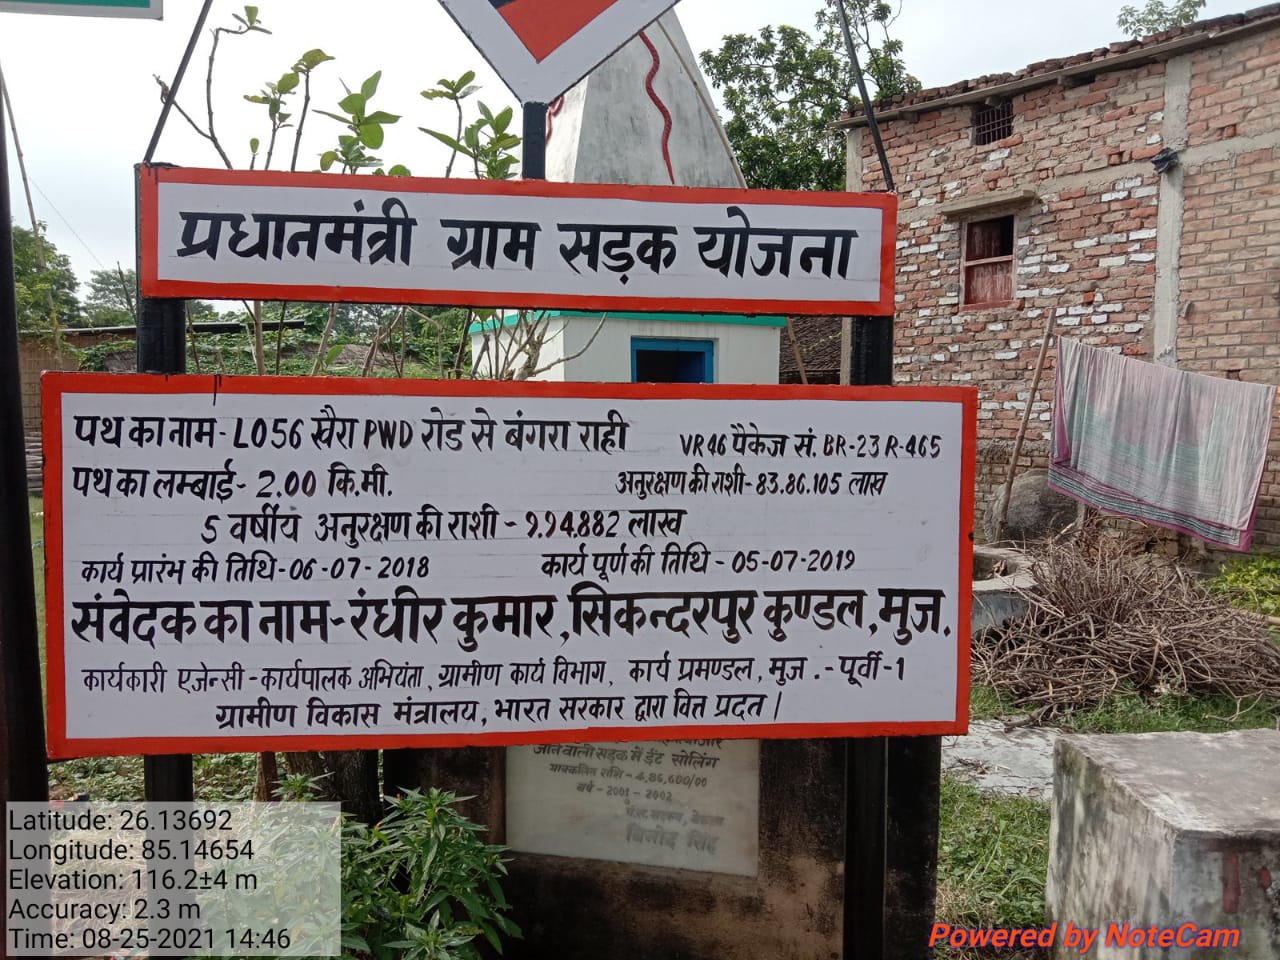 प्रधानमंत्री ग्राम सड़क योजना
पथ का नाम- L056 खैरा PWD रोड से बंगरा राही VR46 पैकेज सं. BR-23 R-465
पथ का लम्बाई- 2.00 कि.मी. अनुरक्षण की राशी- 83.86.105 लाख
5 वर्षीय अनुरक्षण की राशी - 9.94.882 लाख
कार्य प्रारंभ की तिथि-06-07-2018 कार्य पूर्ण की तिथि - 05-07-2019
संवेदक का नाम-रंधीर कुमार, सिकन्दरपुर कुण्डल, मुज.
कार्यकारी एजेन्सी-कार्यपालक अभियंता, ग्रामीण कार्य विभाग, कार्य प्रमण्डल, मुज.-पूर्वी-1
ग्रामीण विकास मंत्रालय, भारत सरकार द्वारा वित्त प्रदत।
जाने वाली सड़क में ईंट सोलिंग
प्राक्कलित राशि-4,86,600/00
वर्ष-2001-2002
विनोद सिंह
Latitude: 26.13692
Longitude: 85.14654
Elevation: 116.2±4 m
Accuracy: 2.3 m
Time: 08-25-2021 14:46
Powered by NoteCam